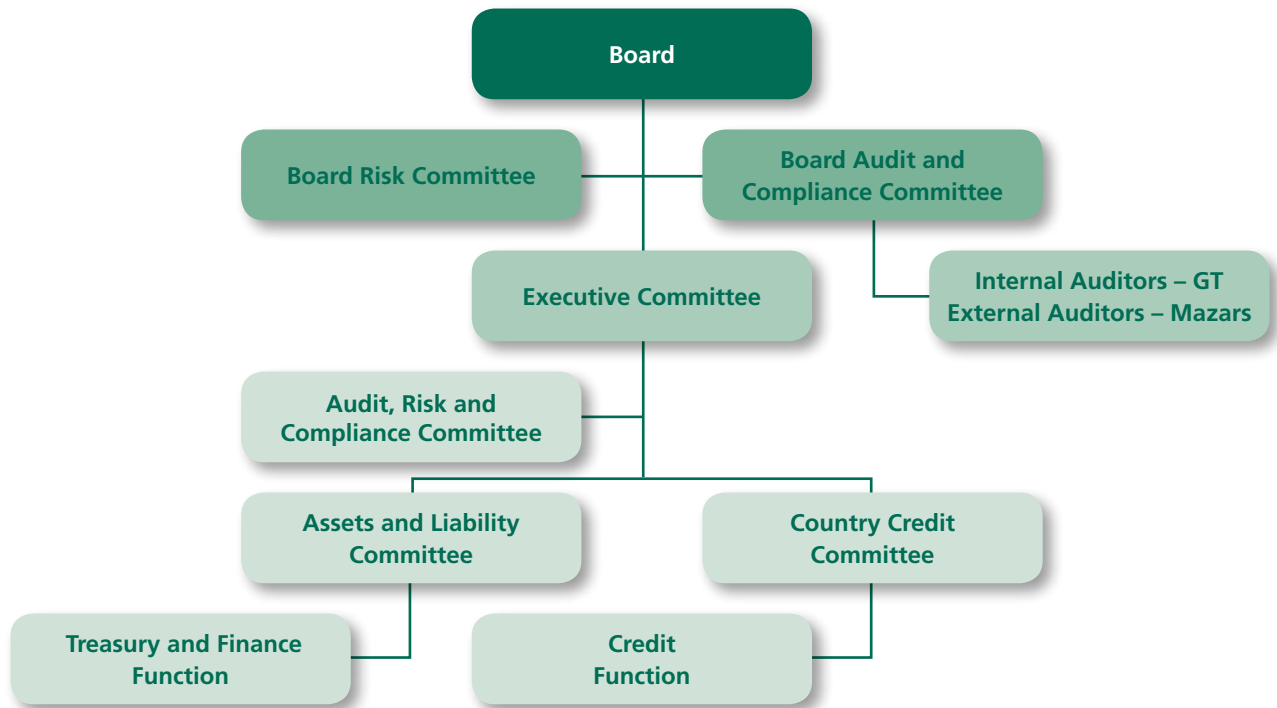 Board
Board Risk Committee
Board Audit and
Compliance Committee
Executive Committee
Internal Auditors – GT
External Auditors – Mazars
Audit, Risk and
Compliance Committee
Assets and Liability
Committee
Country Credit
Committee
Treasury and Finance
Function
Credit
Function